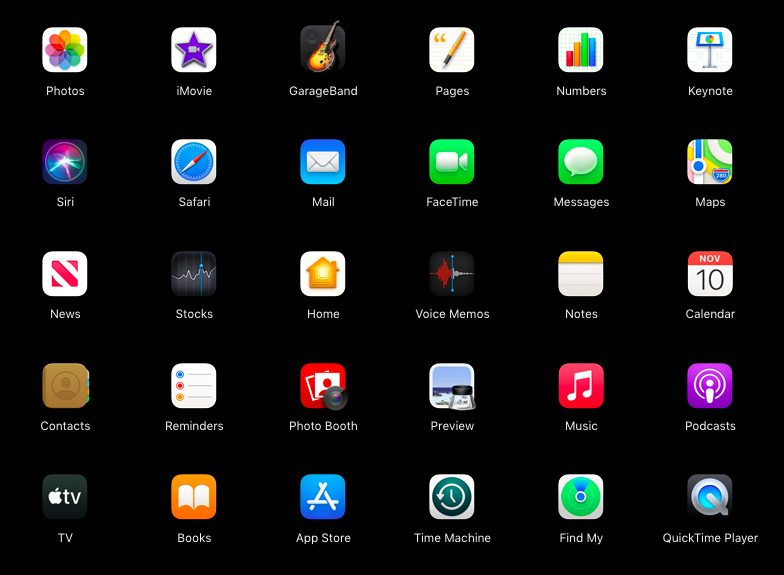 Photos
iMovie
GarageBand
Pages
Numbers
Keynote
Siri
Safari
Mail
FaceTime
Messages
280
Maps
News
Stocks
Home
Voice Memos
Notes
NOV
10
Calendar
Contacts
Reminders
Photo Booth
Preview
Music
Podcasts
tv
TV
Books
App Store
Time Machine
Find My
QuickTime Player